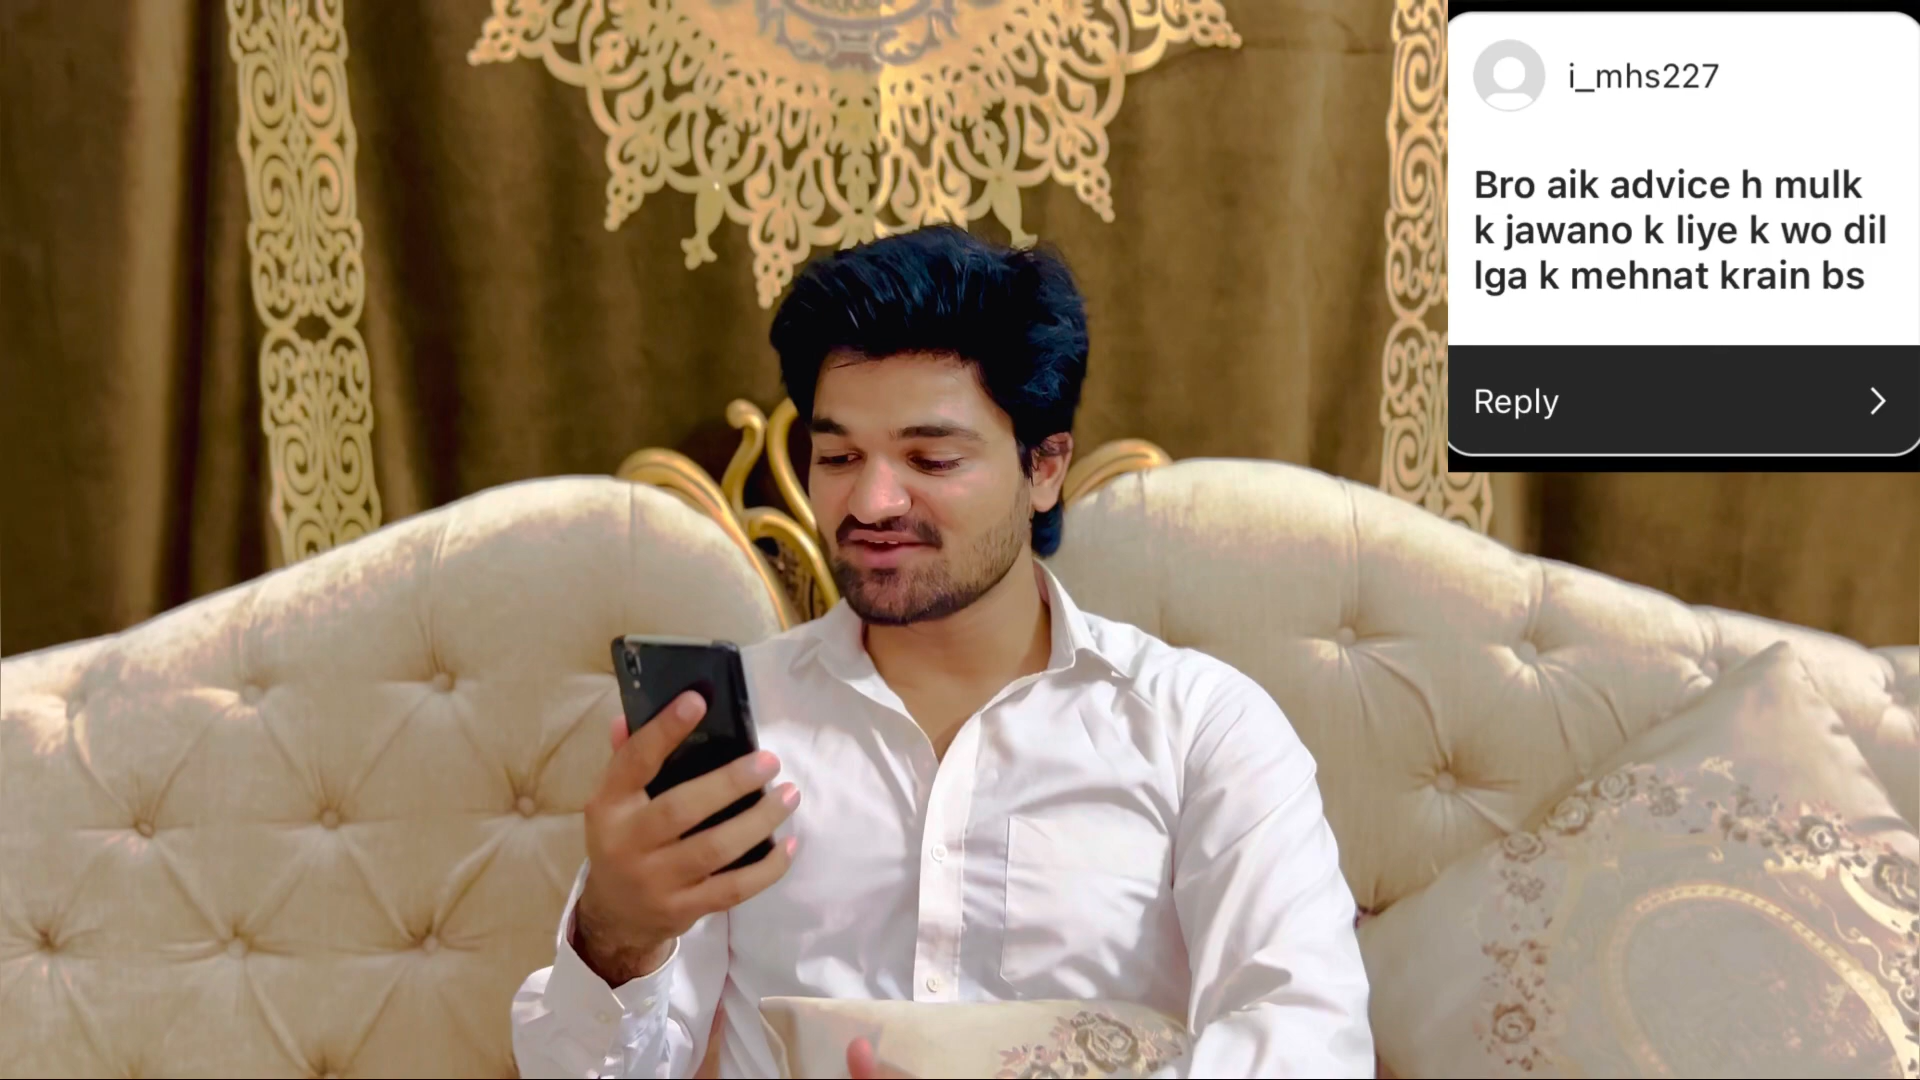 i_mhs227
Bro aik advice h mulk
k jawano k liye k wo dil
lga k mehnat krain bs
Reply